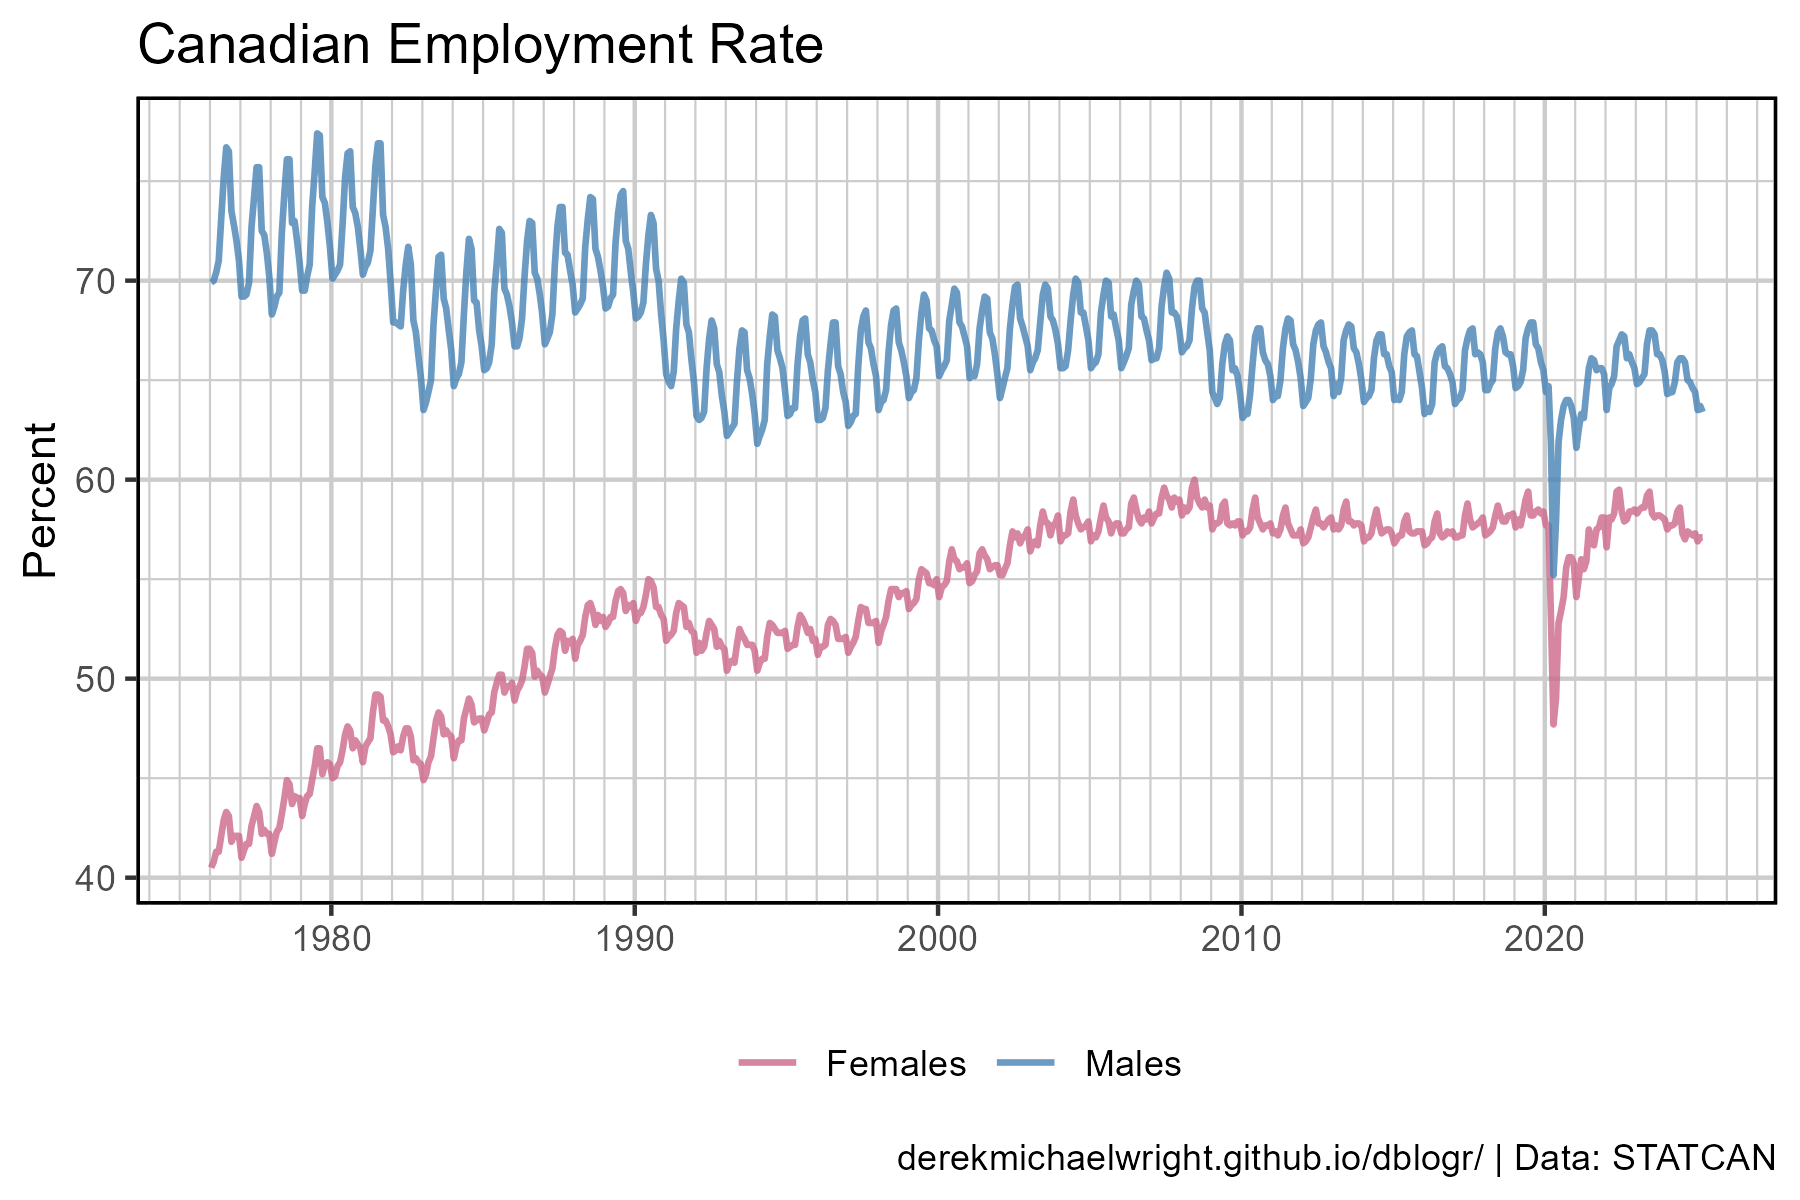 Canadian Employment Rate
Percent
70
60
50
40
1980 1990 2000 2010 2020
Females Males
derekmichaelwright.github.io/dblogr/ | Data: STATCAN